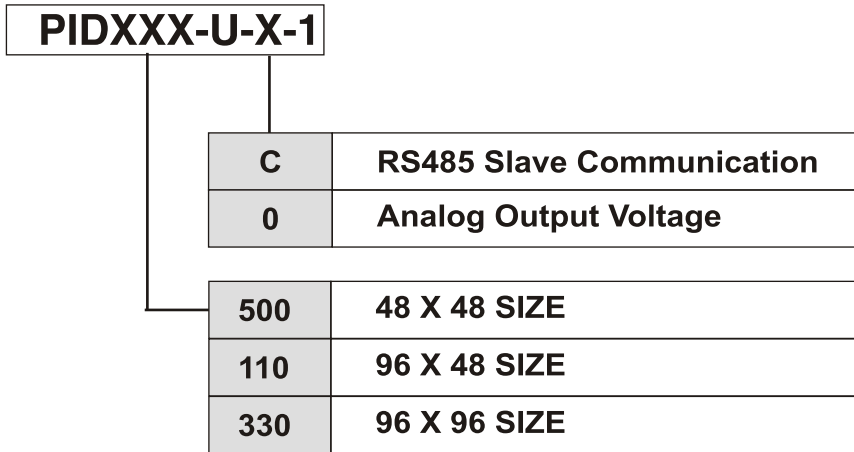 PIDXXX-U-X-1
C RS485 Slave Communication
0 Analog Output Voltage
500 48 X 48 SIZE
110 96 X 48 SIZE
330 96 X 96 SIZE